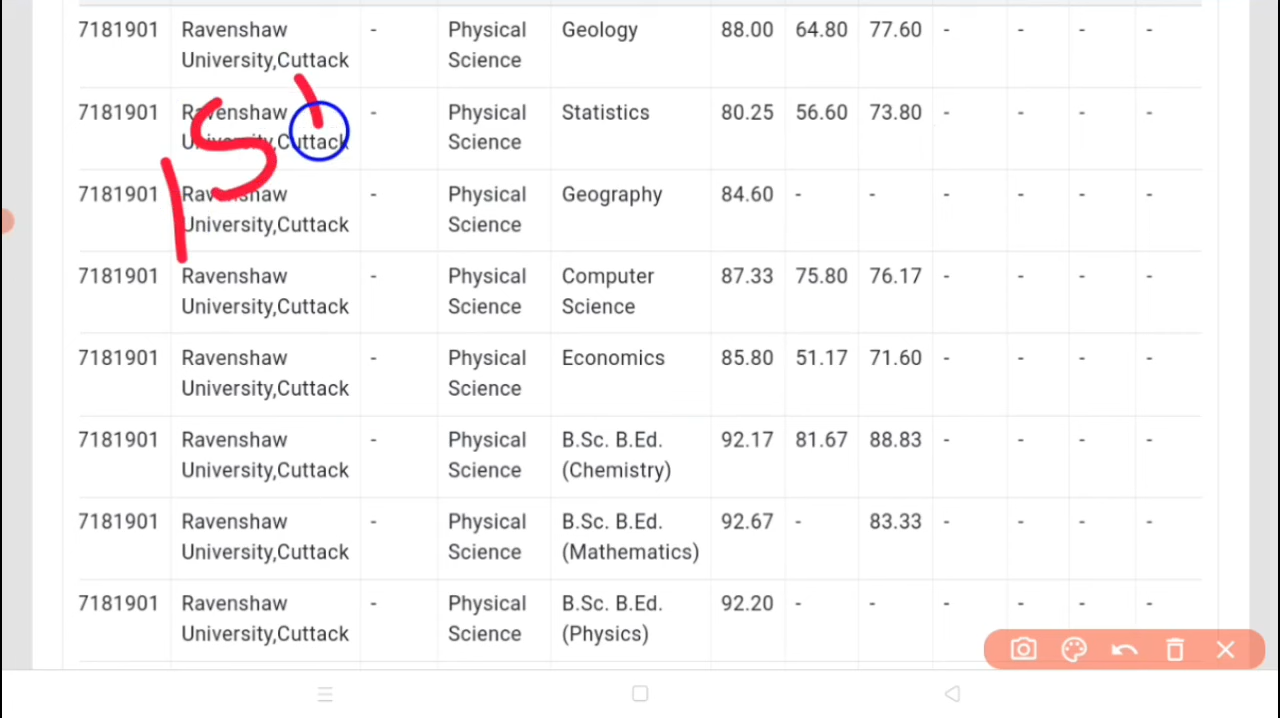 7181901 Ravenshaw University,Cuttack - Physical Science Geology 88.00 64.80 77.60 - - - -
7181901 Ravenshaw University,Cuttack - Physical Science Statistics 80.25 56.60 73.80 - - - -
7181901 Ravenshaw University,Cuttack - Physical Science Geography 84.60 - - - - - -
7181901 Ravenshaw University,Cuttack - Physical Science Computer Science 87.33 75.80 76.17 - - - -
7181901 Ravenshaw University,Cuttack - Physical Science Economics 85.80 51.17 71.60 - - - -
7181901 Ravenshaw University,Cuttack - Physical Science B.Sc. B.Ed. (Chemistry) 92.17 81.67 88.83 - - - -
7181901 Ravenshaw University,Cuttack - Physical Science B.Sc. B.Ed. (Mathematics) 92.67 - 83.33 - - - -
7181901 Ravenshaw University,Cuttack - Physical Science B.Sc. B.Ed. (Physics) 92.20 - - - - - -